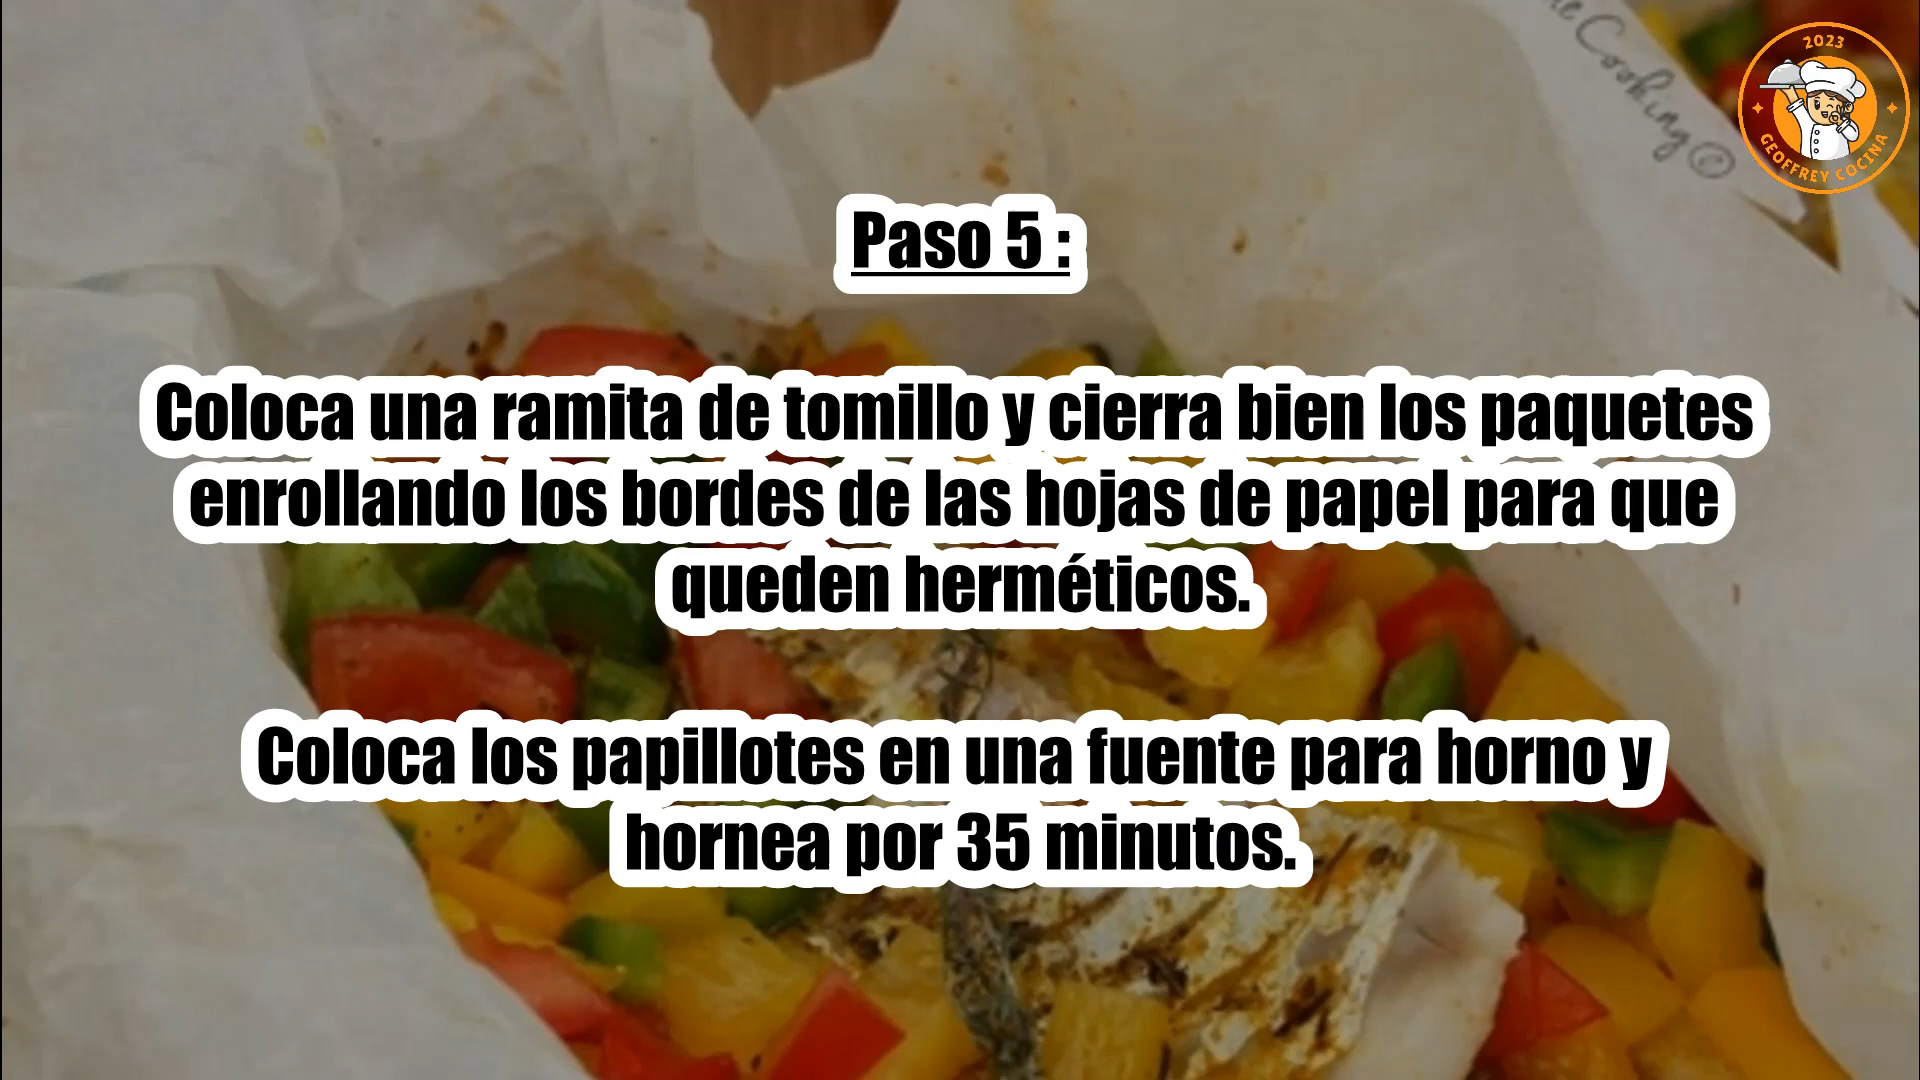 Cooking ©
2023
GEOFFREY COCINA
Paso 5 :
Coloca una ramita de tomillo y cierra bien los paquetes
enrollando los bordes de las hojas de papel para que
queden herméticos.
Coloca los papillotes en una fuente para horno y
hornea por 35 minutos.